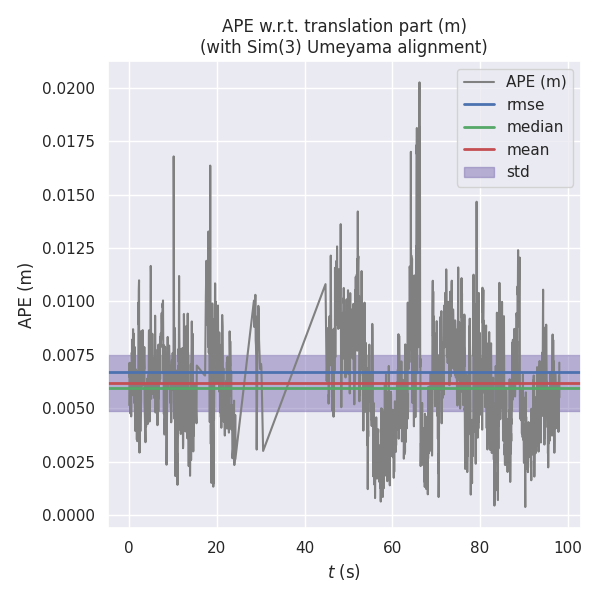 APE w.r.t. translation part (m)
(with Sim(3) Umeyama alignment)
APE (m)
rmse
median
mean
std
0.0200
0.0175
0.0150
0.0125
0.0100
0.0075
0.0050
0.0025
0.0000
APE (m)
0 20 40 60 80 100
t (s)